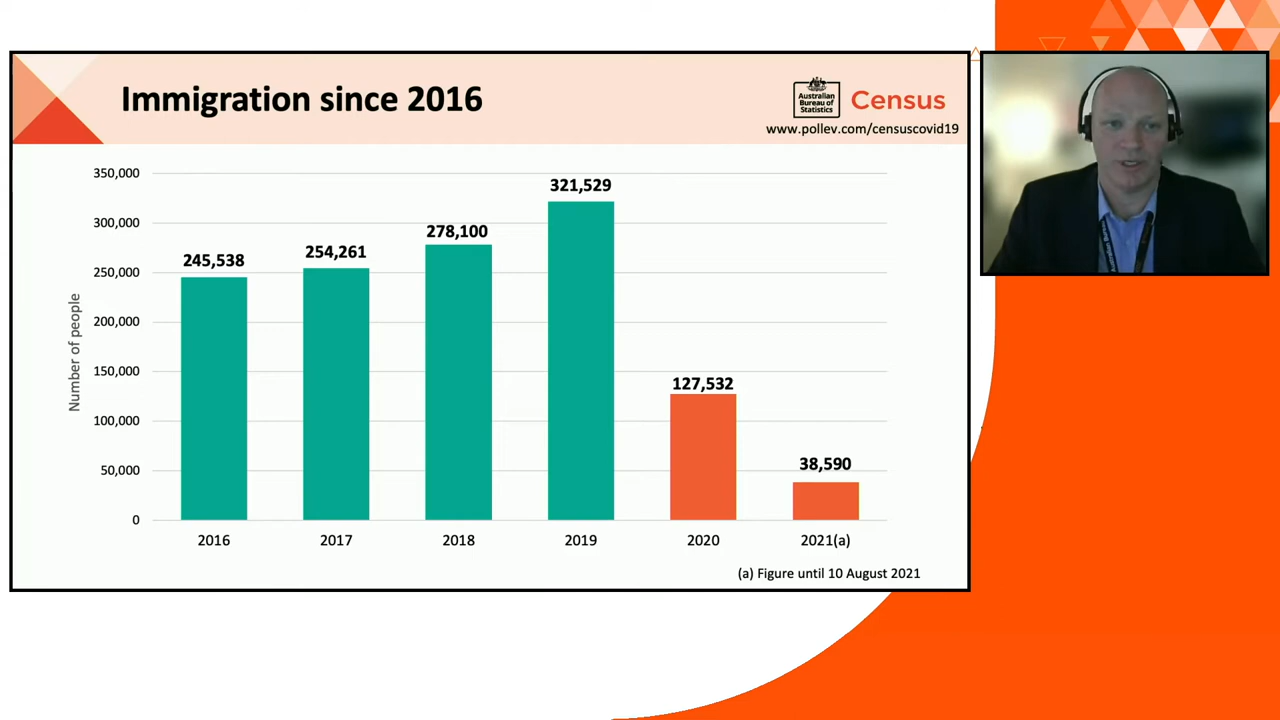 Immigration since 2016
Australian
Bureau of
Statistics
Census
www.pollev.com/censuscovid19
Number of people
350,000
300,000
250,000
200,000
150,000
100,000
50,000
0
245,538
254,261
278,100
321,529
127,532
38,590
2016
2017
2018
2019
2020
2021(a)
(a) Figure until 10 August 2021